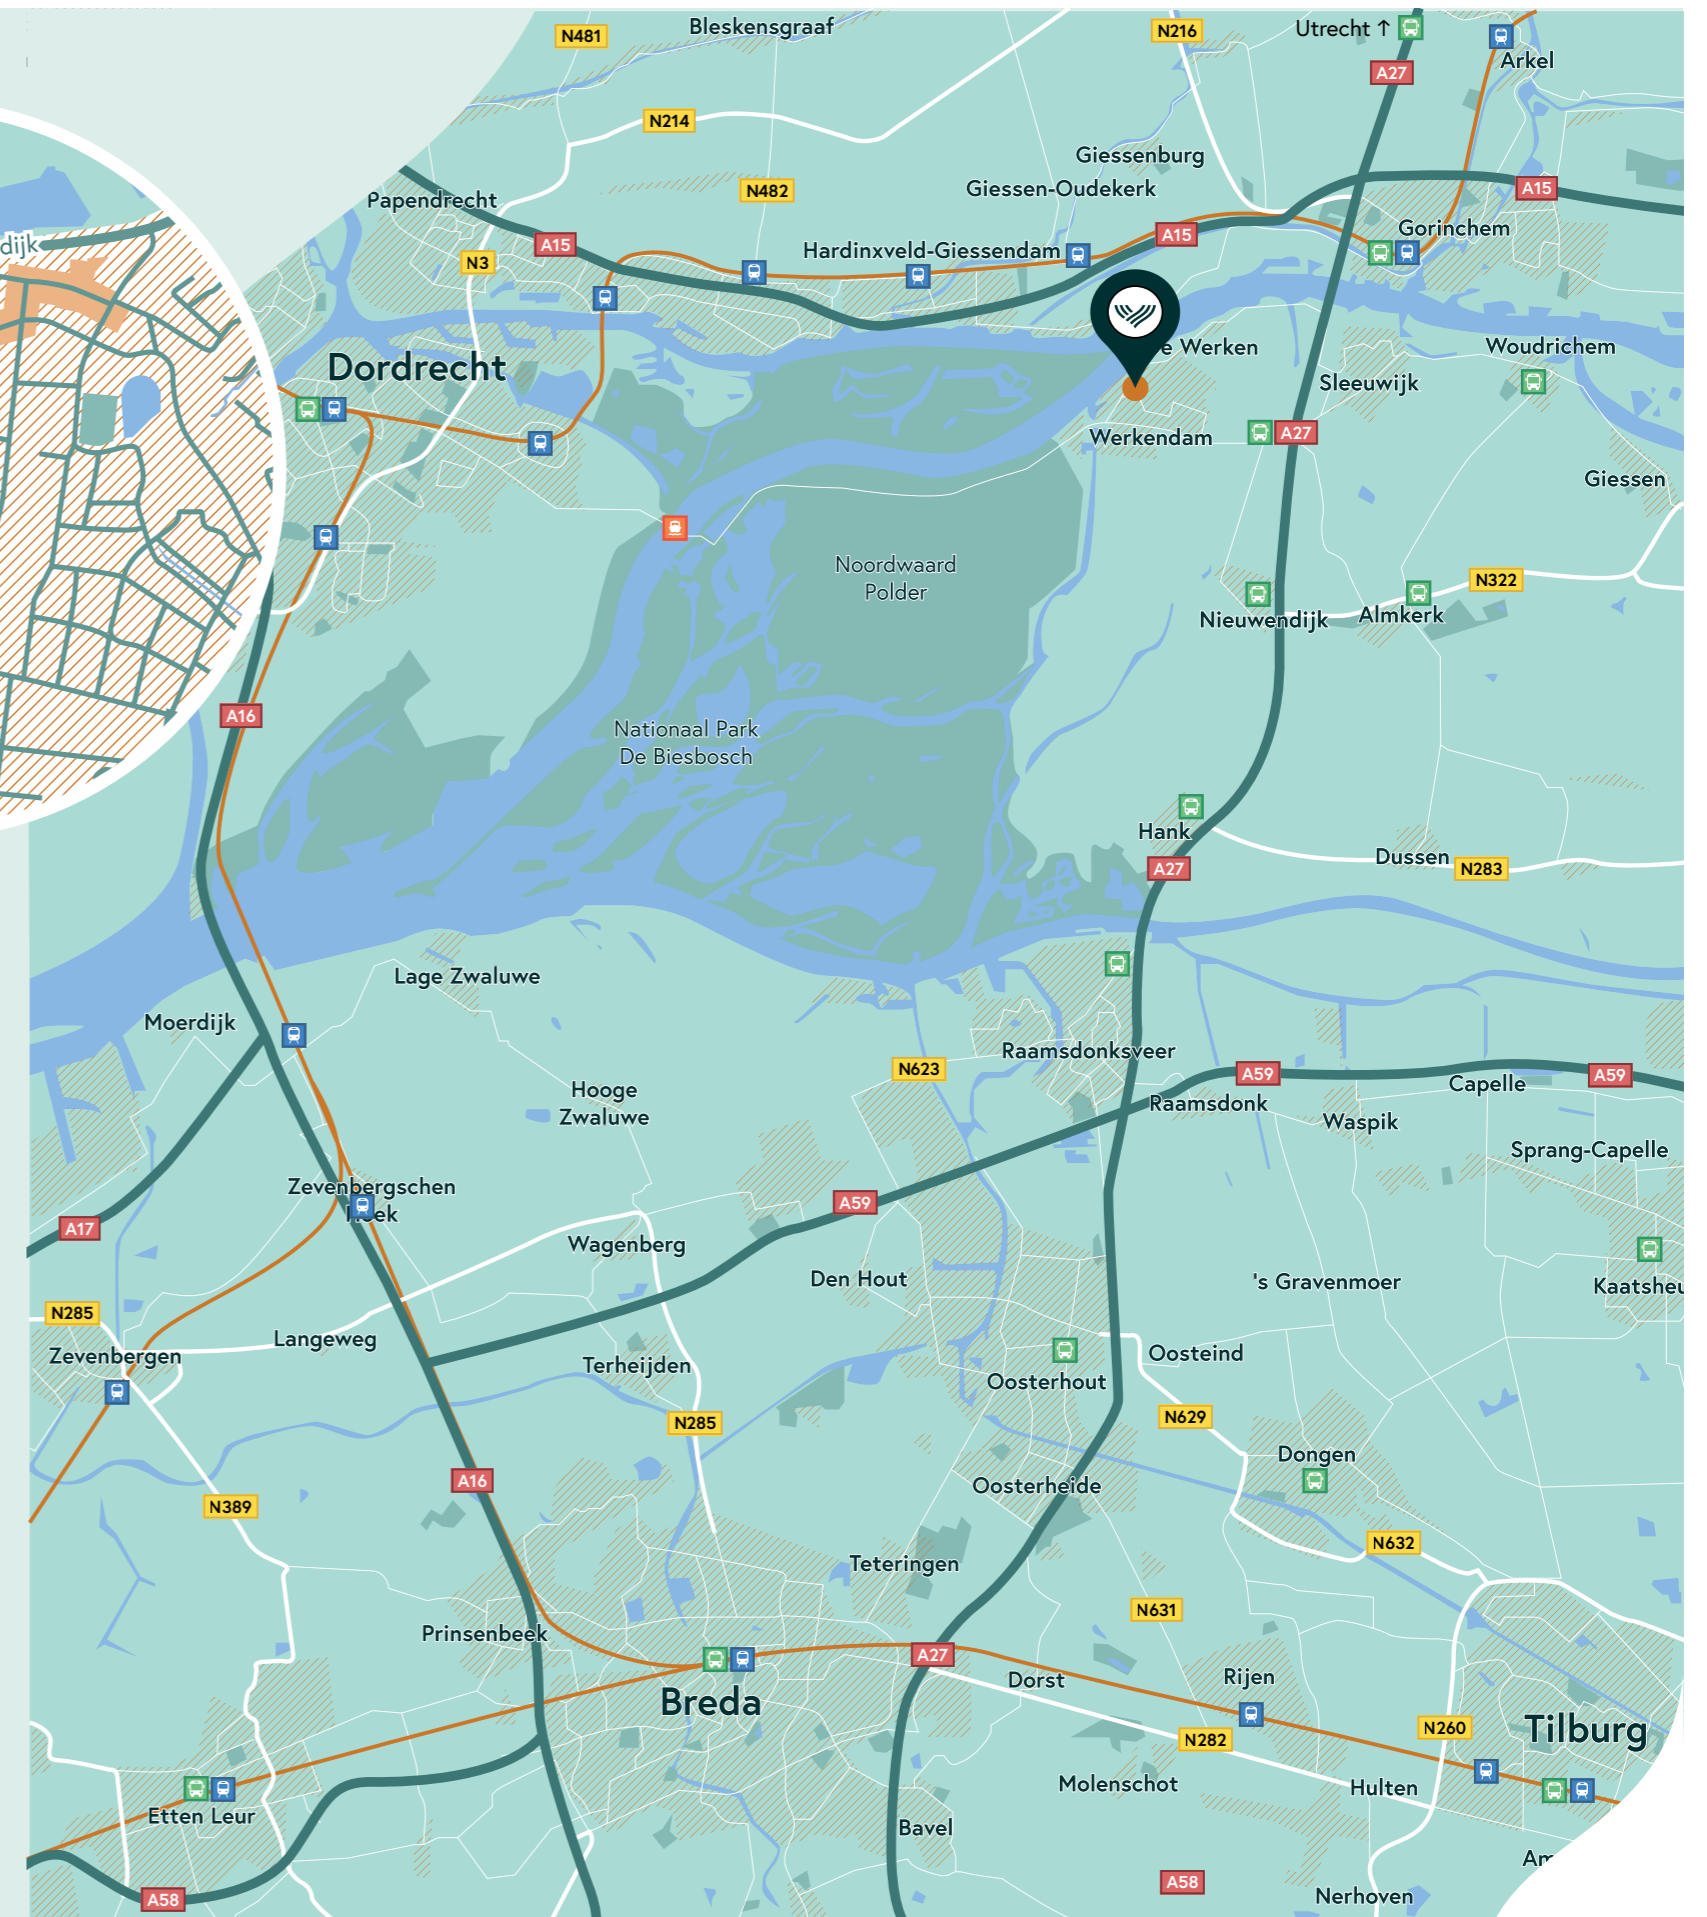 N481
Bleskensgraaf
N216
Utrecht ↑
A27
Arkel
N214
Giessenburg
N482
Giessen-Oudekerk
A15
Papendrecht
Gorinchem
A15
A15
dijk
N3
Hardinxveld-Giessendam
Werken
Woudrichem
Dordrecht
Sleeuwijk
Werkendam
A27
Giessen
Noordwaard
Polder
N322
Nieuwendijk
Almkerk
A16
Nationaal Park
De Biesbosch
Hank
Dussen
A27
N283
Lage Zwaluwe
Moerdijk
Raamsdonksveer
N623
A59
A59
Capelle
Hooge
Zwaluwe
Raamsdonk
Waspik
Sprang-Capelle
Zevenbergschen
Hoek
A59
A17
Wagenberg
Den Hout
's Gravenmoer
Kaatsheu
N285
Langeweg
Zevenbergen
Terheijden
Oosteind
Oosterhout
N285
N629
Dongen
A16
Oosterheide
N389
N632
Teteringen
N631
Prinsenbeek
A27
Dorst
Rijen
Breda
N260
Tilburg
N282
Molenschot
Hulten
Etten Leur
Bavel
Am
A58
A58
Nerhoven